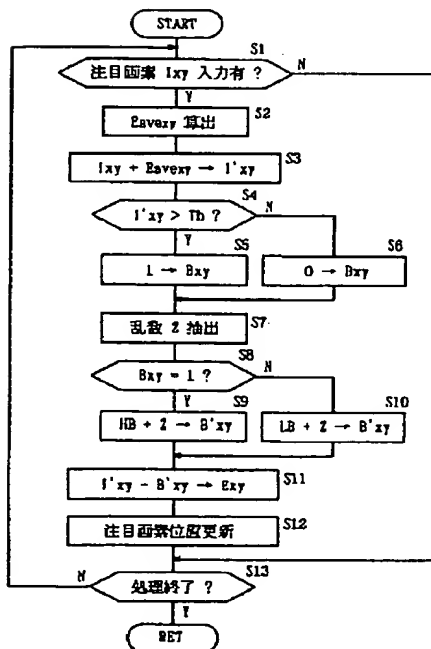 START
S1
注目画素 Ixy 入力有 ?
N
Y
S2
Eavexy 算出
S3
Ixy + Eavexy → I'xy
S4
I'xy > Tb ?
N
Y
S5
1 → Bxy
S6
0 → Bxy
S7
乱数 Z 抽出
S8
Bxy = 1 ?
N
Y
S9
HB + Z → B'xy
S10
LB + Z → B'xy
S11
I'xy - B'xy → Exy
S12
注目画素位置更新
S13
処理終了 ?
N
Y
RET